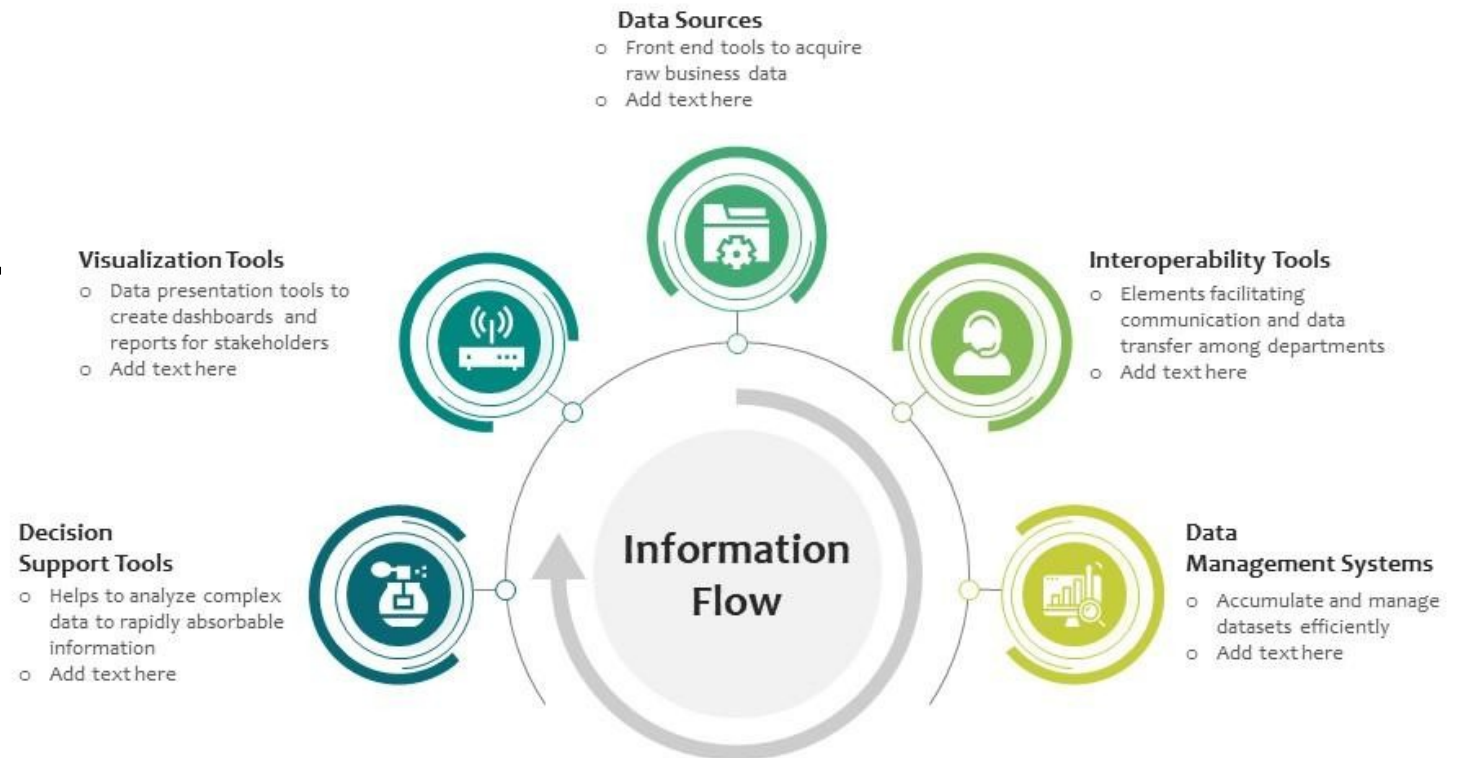 Data Sources
o Front end tools to acquire
raw business data
o Add text here
Visualization Tools
o Data presentation tools to
create dashboards and
reports for stakeholders
o Add text here
Interoperability Tools
o Elements facilitating
communication and data
transfer among departments
o Add text here
Decision
Support Tools
o Helps to analyze complex
data to rapidly absorbable
information
o Add text here
Information
Flow
Data
Management Systems
o Accumulate and manage
datasets efficiently
o Add text here